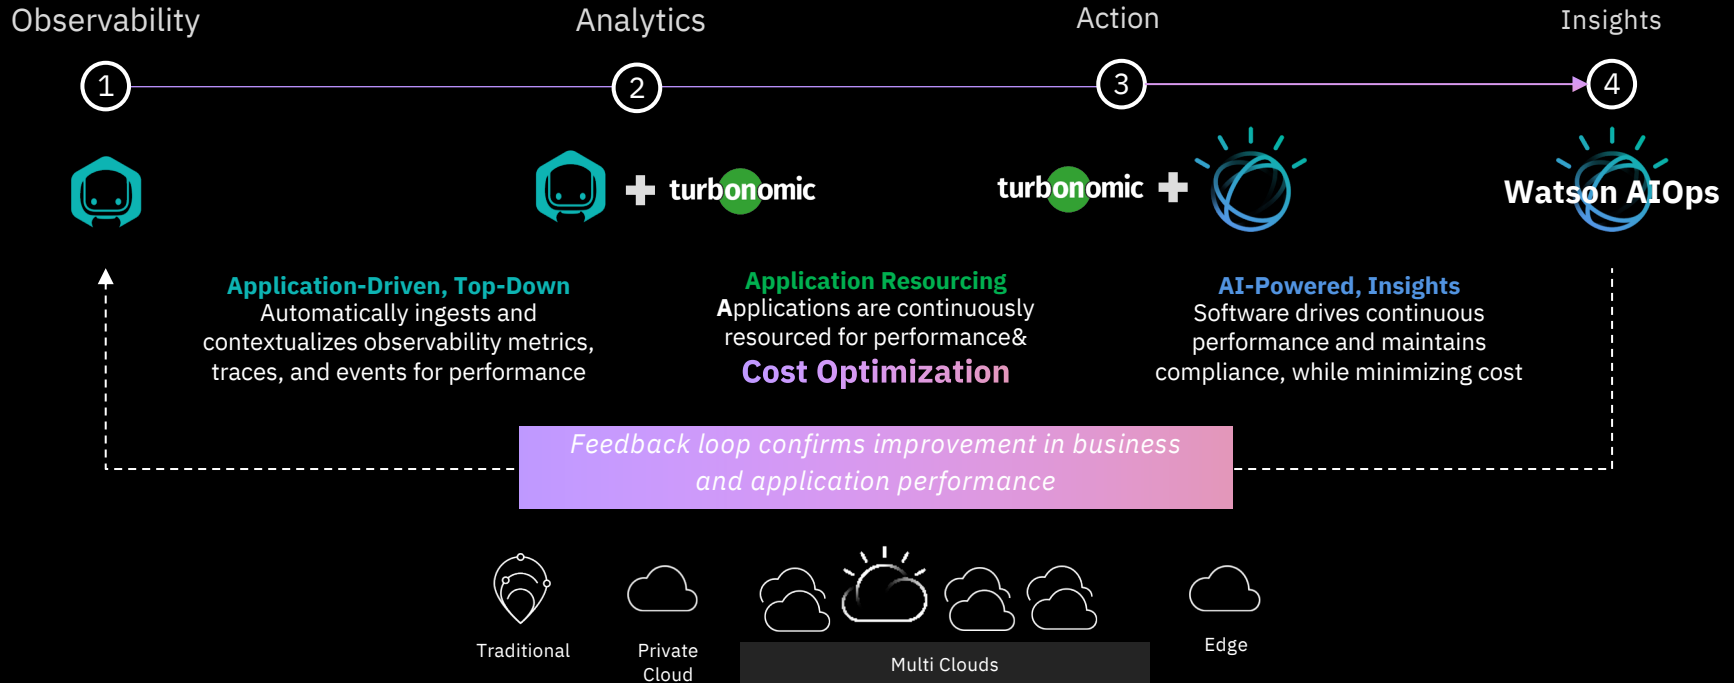 Observability
Analytics
Action
Insights
1
2
3
4
turbonomic
turbonomic
Watson AIOps
Application-Driven, Top-Down
Automatically ingests and
contextualizes observability metrics,
traces, and events for performance
Application Resourcing
Applications are continuously
resourced for performance&
Cost Optimization
AI-Powered, Insights
Software drives continuous
performance and maintains
compliance, while minimizing cost
Feedback loop confirms improvement in business
and application performance
Traditional
Private
Cloud
Multi Clouds
Edge